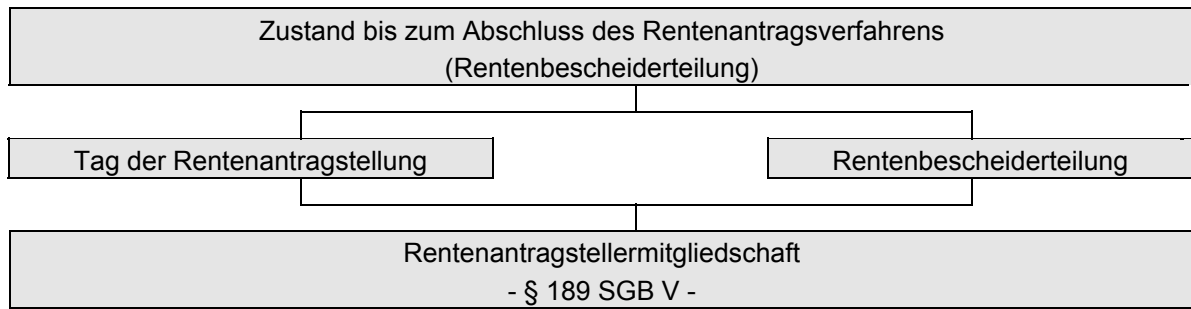 Zustand bis zum Abschluss des Rentenantragsverfahrens
(Rentenbescheiderteilung)
Tag der Rentenantragstellung
Rentenbescheiderteilung
Rentenantragstellermitgliedschaft
- § 189 SGB V -